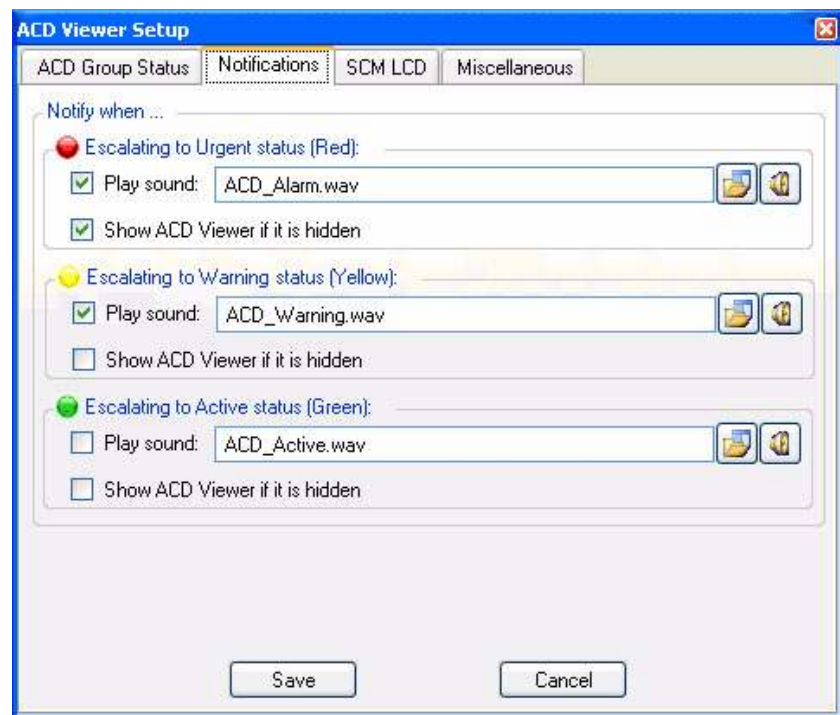 ACD Viewer Setup
ACD Group Status Notifications SCM LCD Miscellaneous
Notify when ...
Escalating to Urgent status (Red):
Play sound: ACD_Alarm.wav
Show ACD Viewer if it is hidden
Escalating to Warning status (Yellow):
Play sound: ACD_Warning.wav
Show ACD Viewer if it is hidden
Escalating to Active status (Green):
Play sound: ACD_Active.wav
Show ACD Viewer if it is hidden
Save Cancel